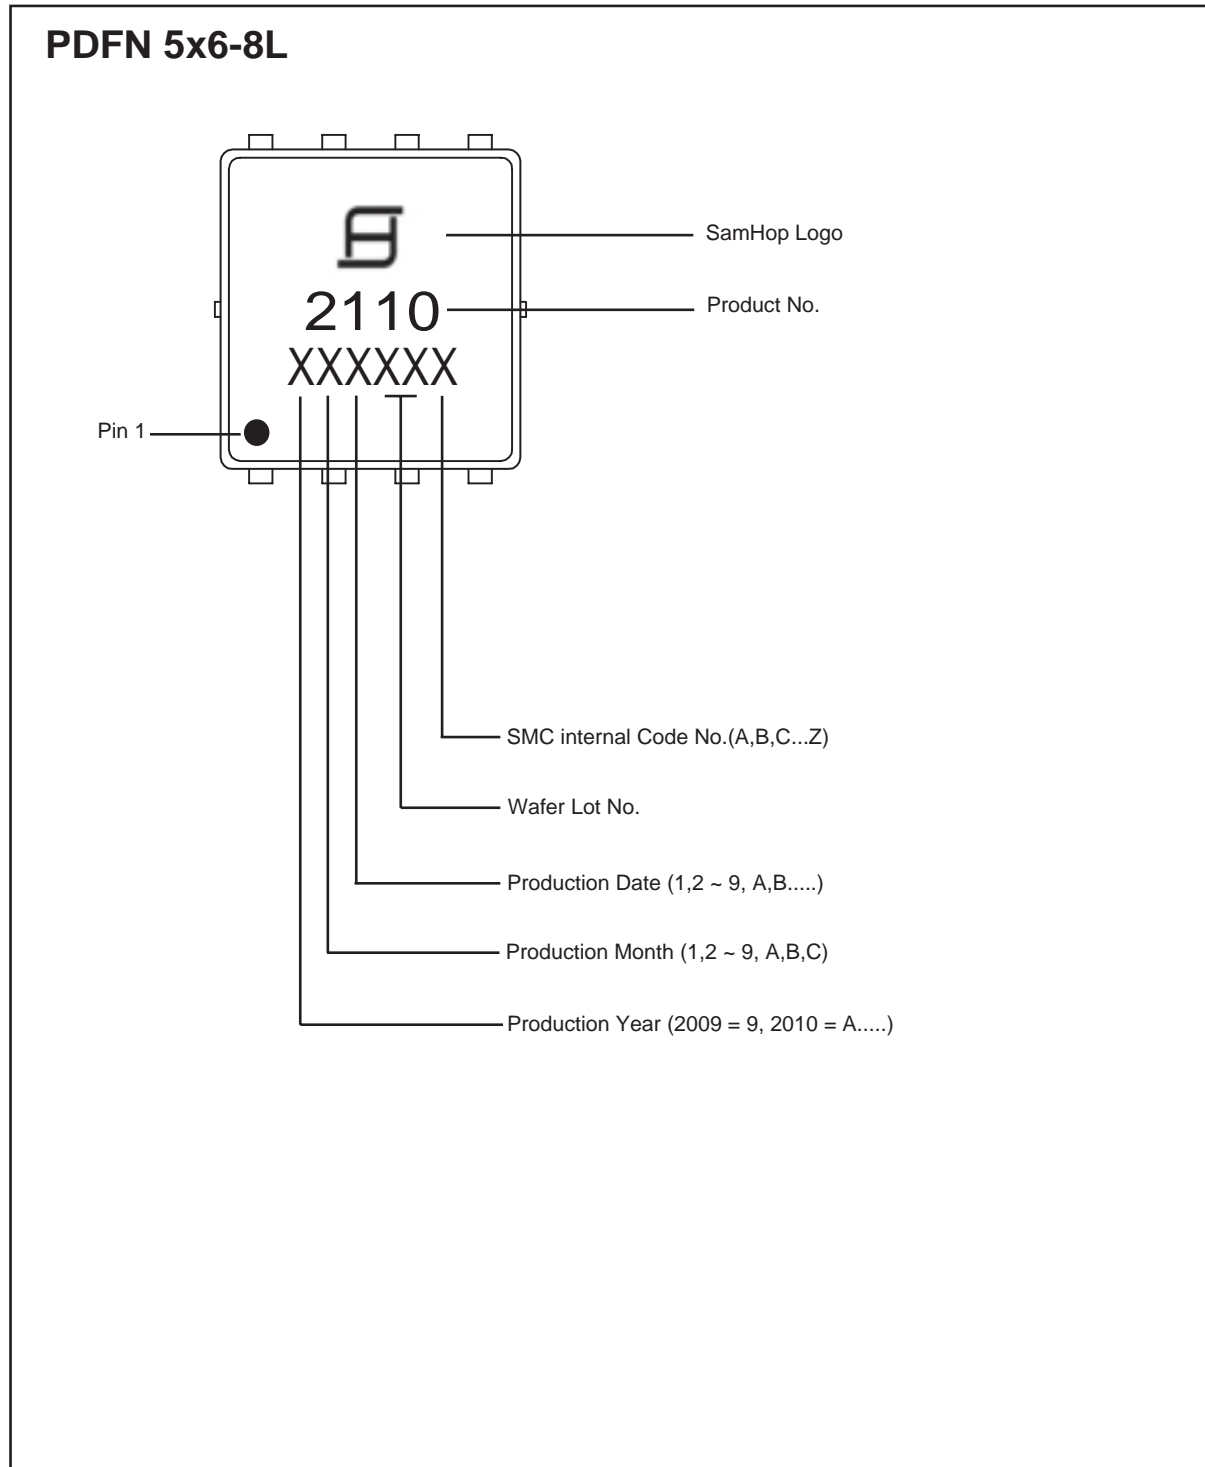 PDFN 5x6-8L
SamHop Logo
2110
Product No.
XXXXXX
Pin 1
SMC internal Code No.(A,B,C...Z)
Wafer Lot No.
Production Date (1,2 ~ 9, A,B.....)
Production Month (1,2 ~ 9, A,B,C)
Production Year (2009 = 9, 2010 = A.....)